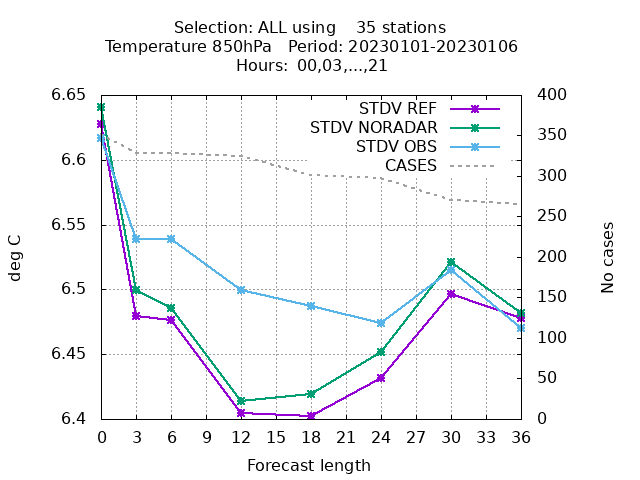 Selection: ALL using    35 stations
Temperature 850hPa   Period: 20230101-20230106
Hours:  00,03,...,21
6.65
6.6
6.55
6.5
6.45
6.4
deg C
STDV REF
STDV NORADAR
STDV OBS
CASES
400
350
300
250
200
150
100
50
0
No cases
0 3 6 9 12 15 18 21 24 27 30 33 36
Forecast length